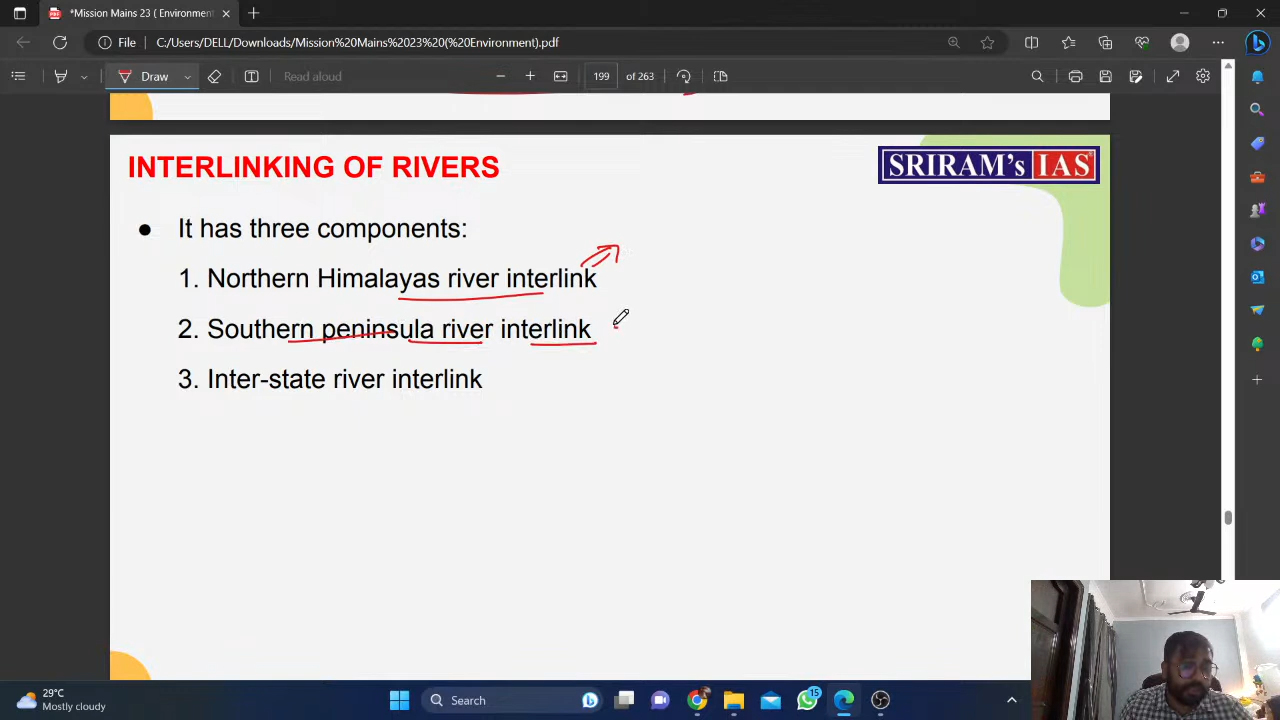 *Mission Mains 23 ( Environment
File
C:/Users/DELL/Downloads/Mission%20Mains%2023%20(%20Environment).pdf
Draw
Read aloud
199 of 263
INTERLINKING OF RIVERS
SRIRAM's IAS
● It has three components:
1. Northern Himalayas river interlink
2. Southern peninsula river interlink
3. Inter-state river interlink
29°C
Mostly cloudy
Search
15